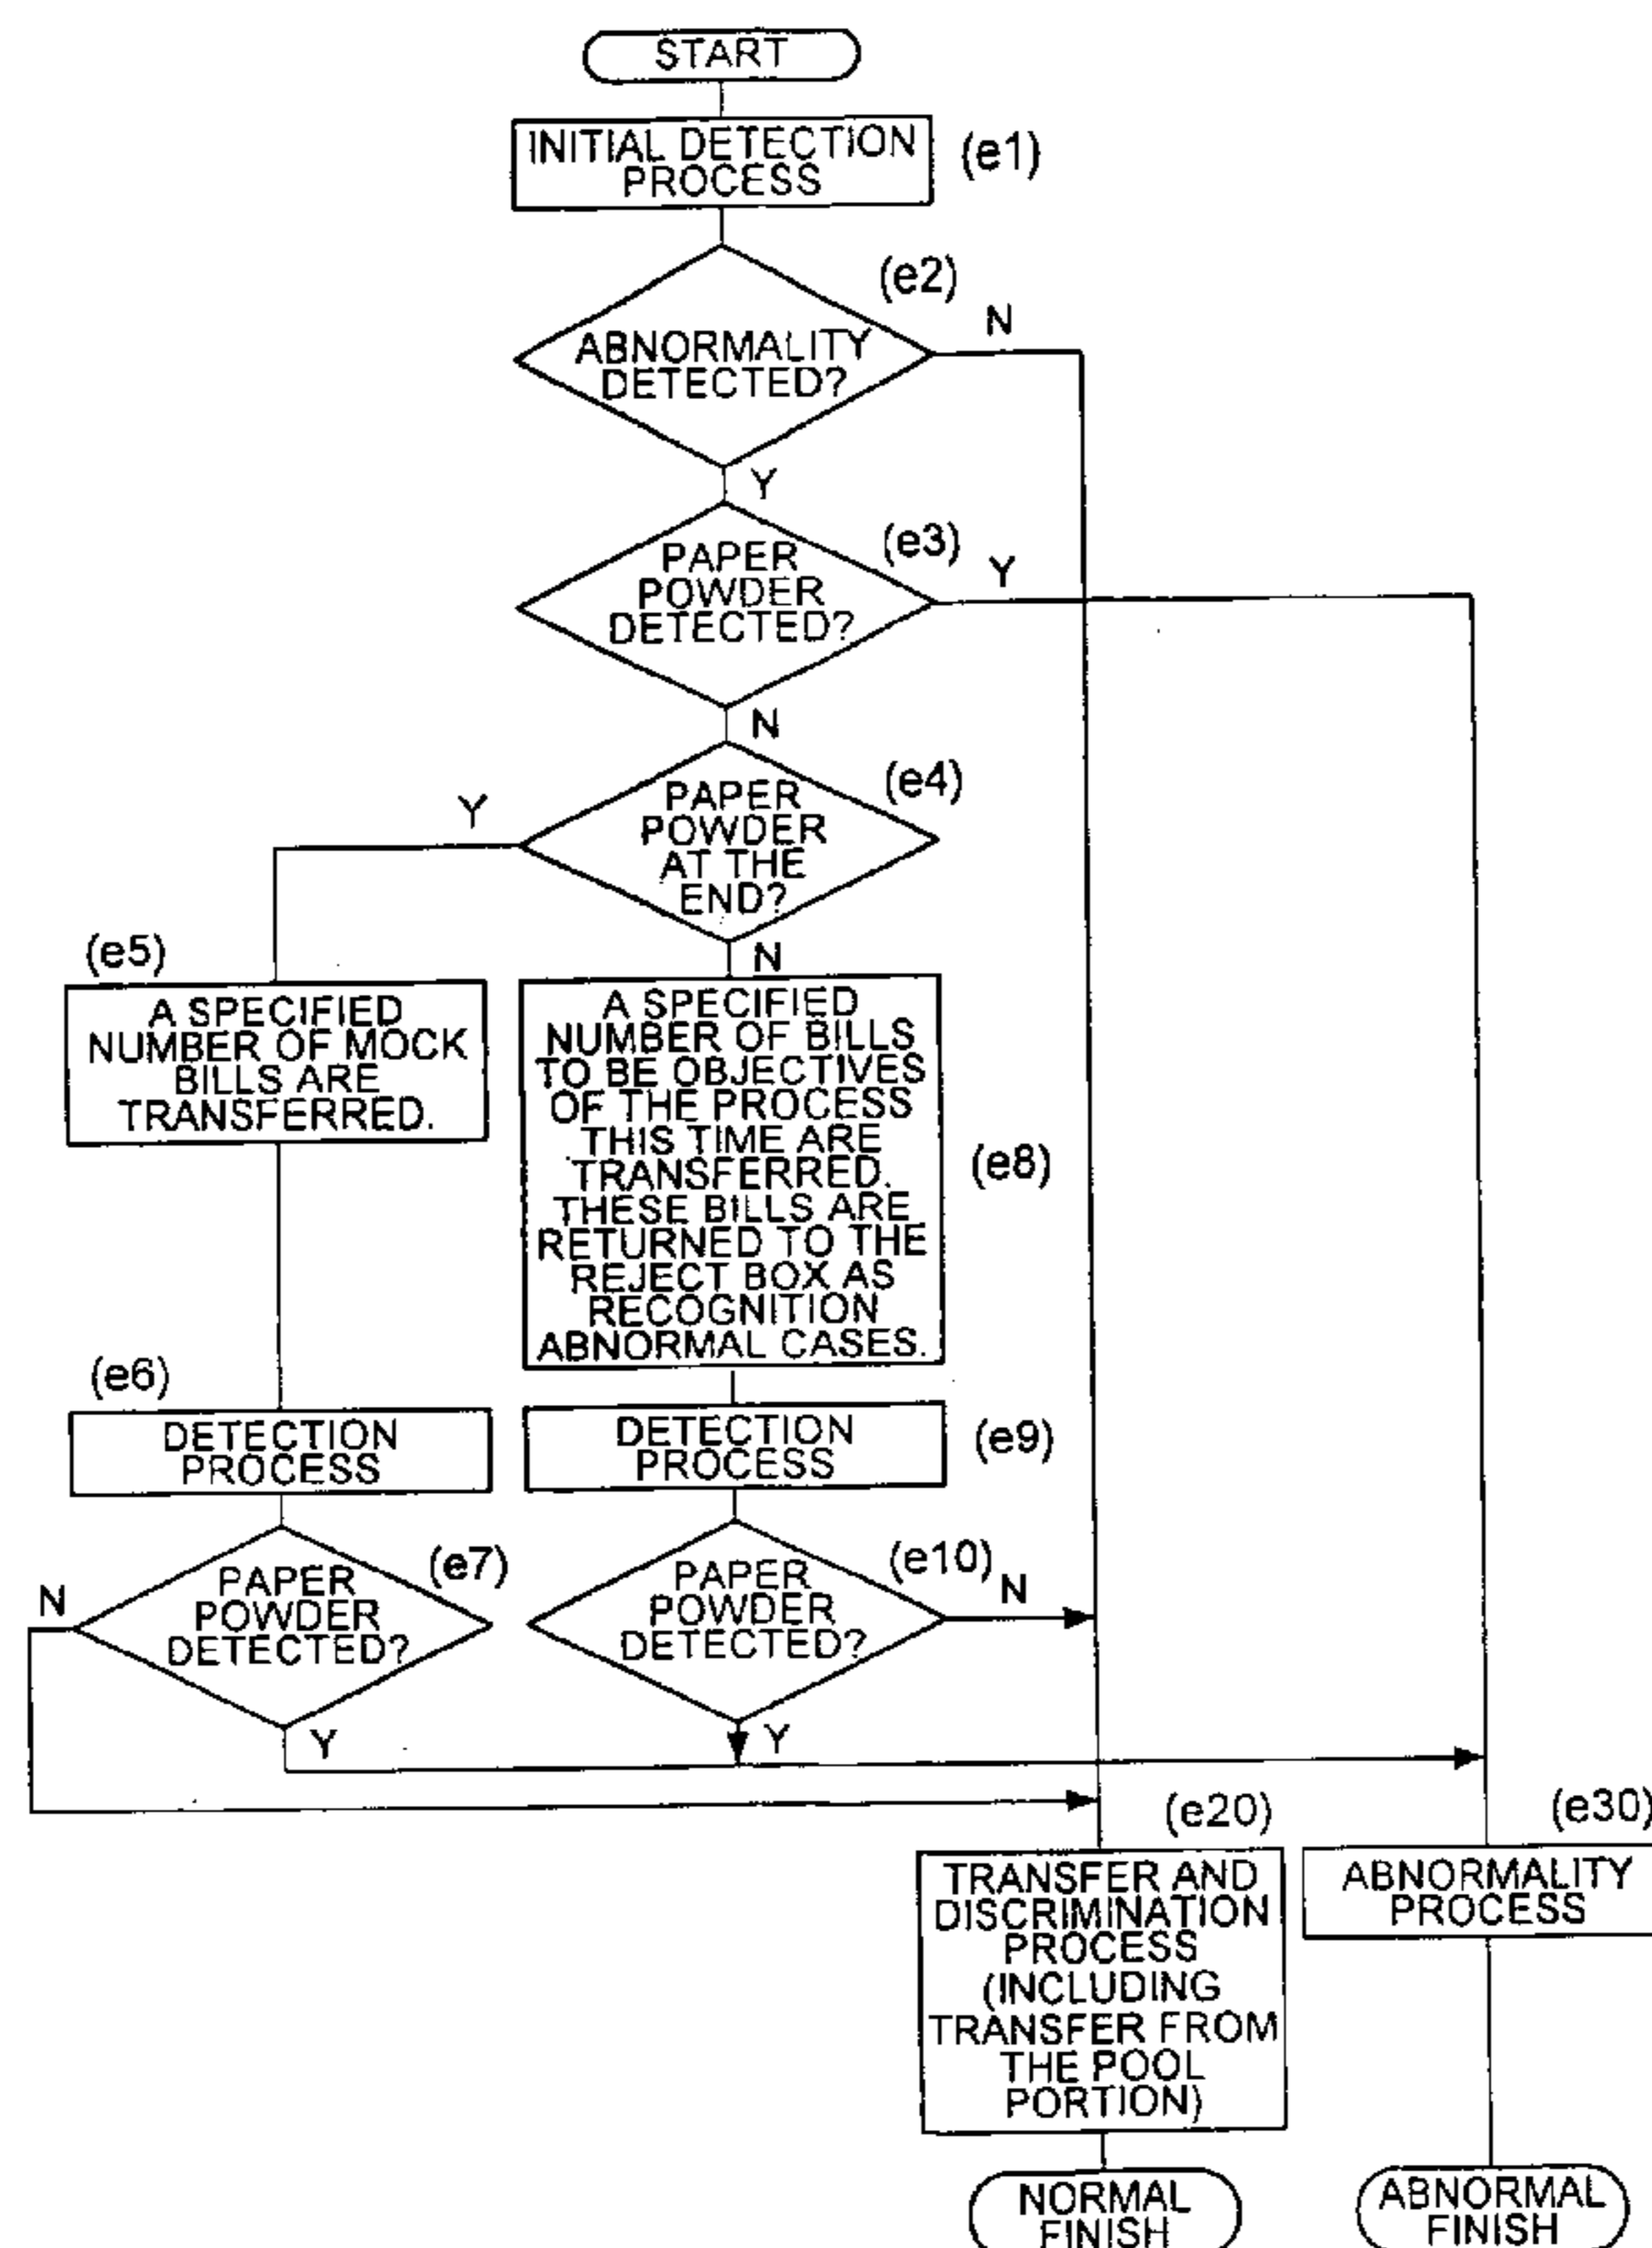 START
INITIAL DETECTION
PROCESS
(e1)
(e2)
ABNORMALITY
DETECTED?
N
Y
(e3)
PAPER
POWDER
DETECTED?
Y
N
(e4)
PAPER
POWDER
AT THE
END?
Y
N
(e5)
A SPECIFIED
NUMBER OF MOCK
BILLS ARE
TRANSFERRED.
A SPECIFIED
NUMBER OF BILLS
TO BE OBJECTIVES
OF THE PROCESS
THIS TIME ARE
TRANSFERRED.
THESE BILLS ARE
RETURNED TO THE
REJECT BOX AS
RECOGNITION
ABNORMAL CASES.
(e8)
(e6)
DETECTION
PROCESS
DETECTION
PROCESS
(e9)
(e7)
N
PAPER
POWDER
DETECTED?
Y
(e10)
PAPER
POWDER
DETECTED?
N
Y
(e20)
TRANSFER AND
DISCRIMINATION
PROCESS
(INCLUDING
TRANSFER FROM
THE POOL
PORTION)
(e30)
ABNORMALITY
PROCESS
NORMAL
FINISH
ABNORMAL
FINISH